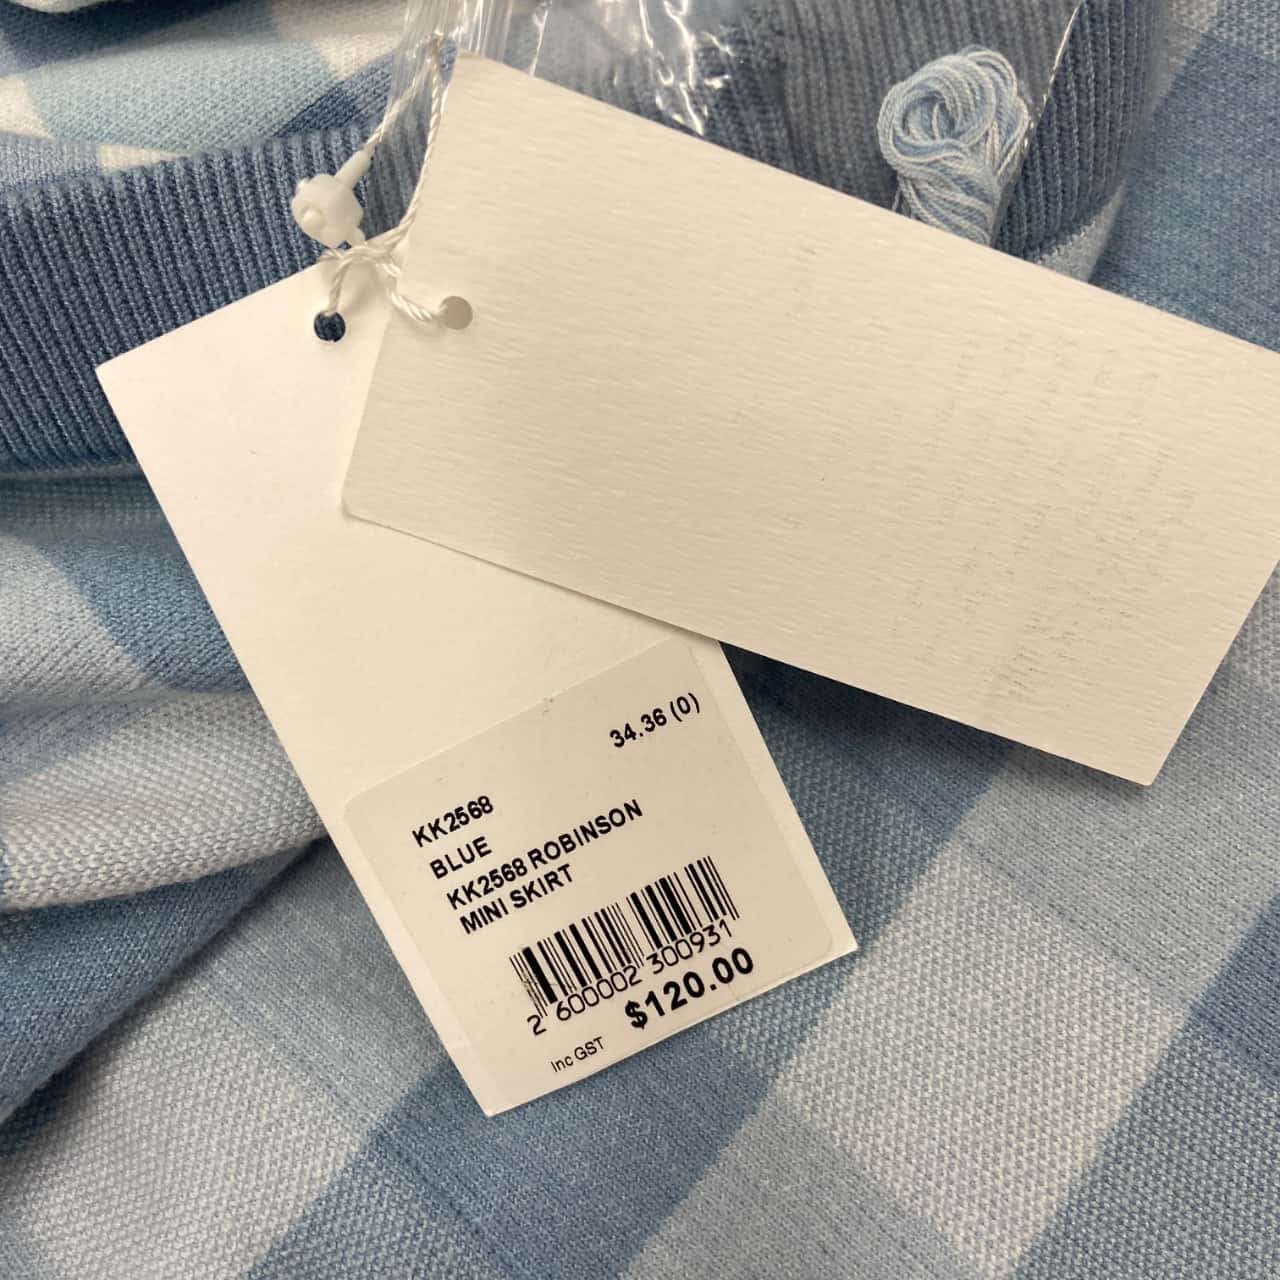 34.36 (0)
KK2568
BLUE
KK2568 ROBINSON
MINI SKIRT
2 600002 300931
$120.00
Inc GST